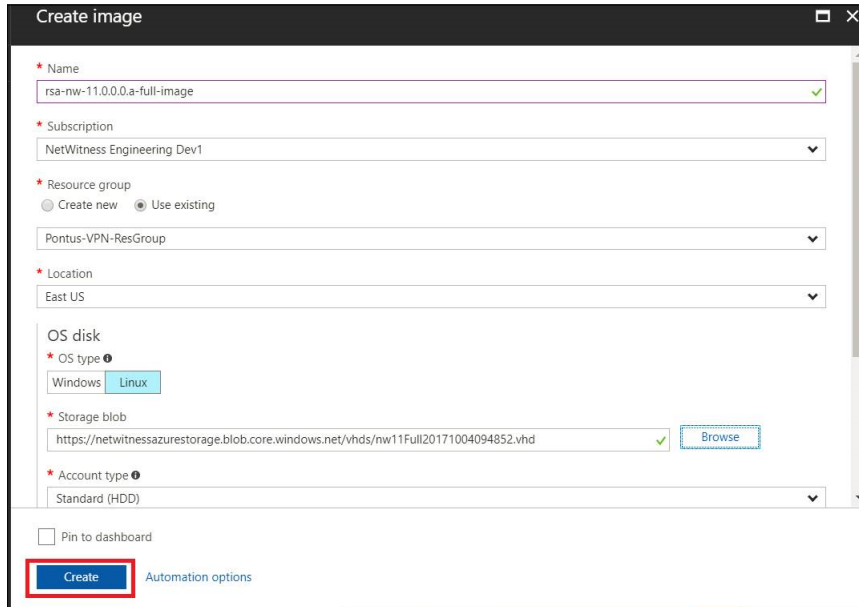 Create image
* Name
rsa-nw-11.0.0.0.a-full-image
* Subscription
NetWitness Engineering Dev1
* Resource group
Create new Use existing
Pontus-VPN-ResGroup
* Location
East US
OS disk
* OS type
Windows Linux
* Storage blob
https://netwitnessazurestorage.blob.core.windows.net/vhds/nw11Full20171004094852.vhd Browse
* Account type
Standard (HDD)
Pin to dashboard
Create Automation options